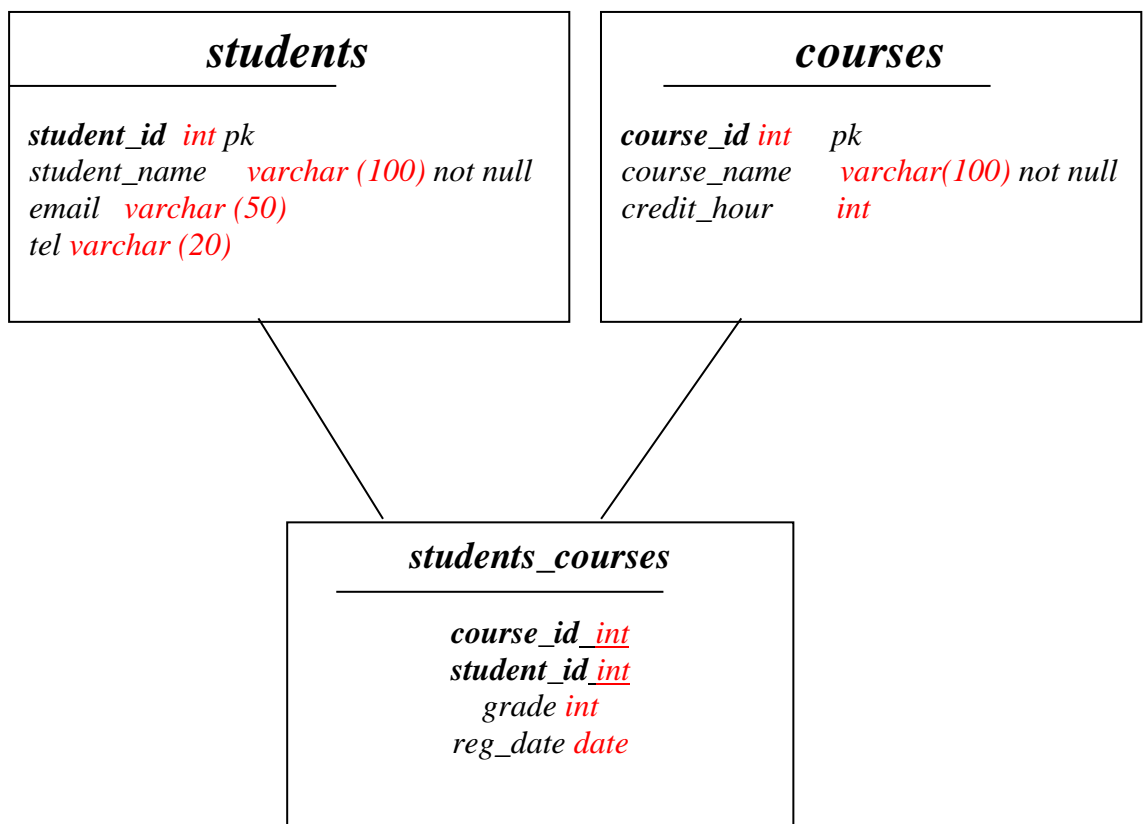 students
student_id int pk
student_name varchar (100) not null
email varchar (50)
tel varchar (20)
courses
course_id int pk
course_name varchar(100) not null
credit_hour int
students_courses
course_id int
student_id int
grade int
reg_date date